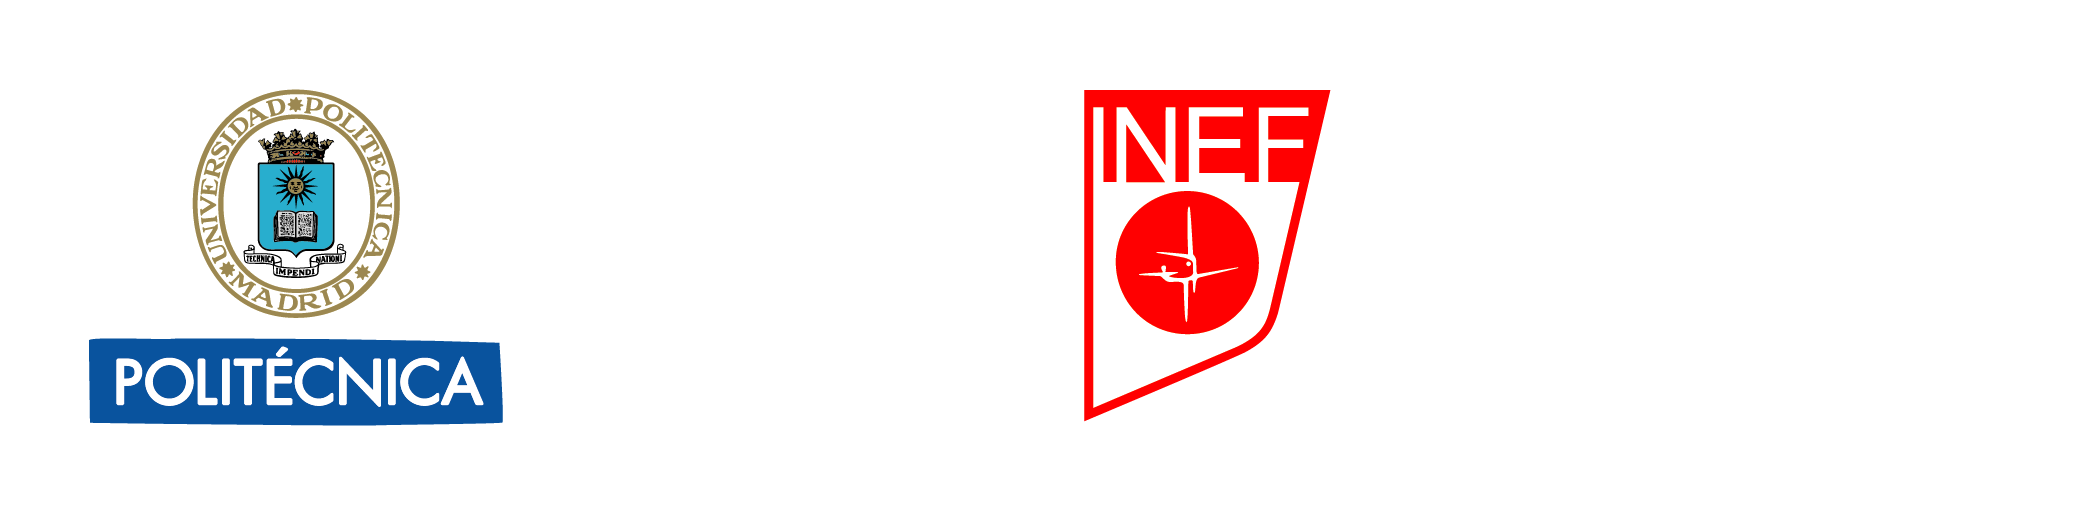 UNIVERSIDAD POLITECNICA
MADRID
TECHNICA
IMPENDI
NATIONI
POLITÉCNICA
INEF